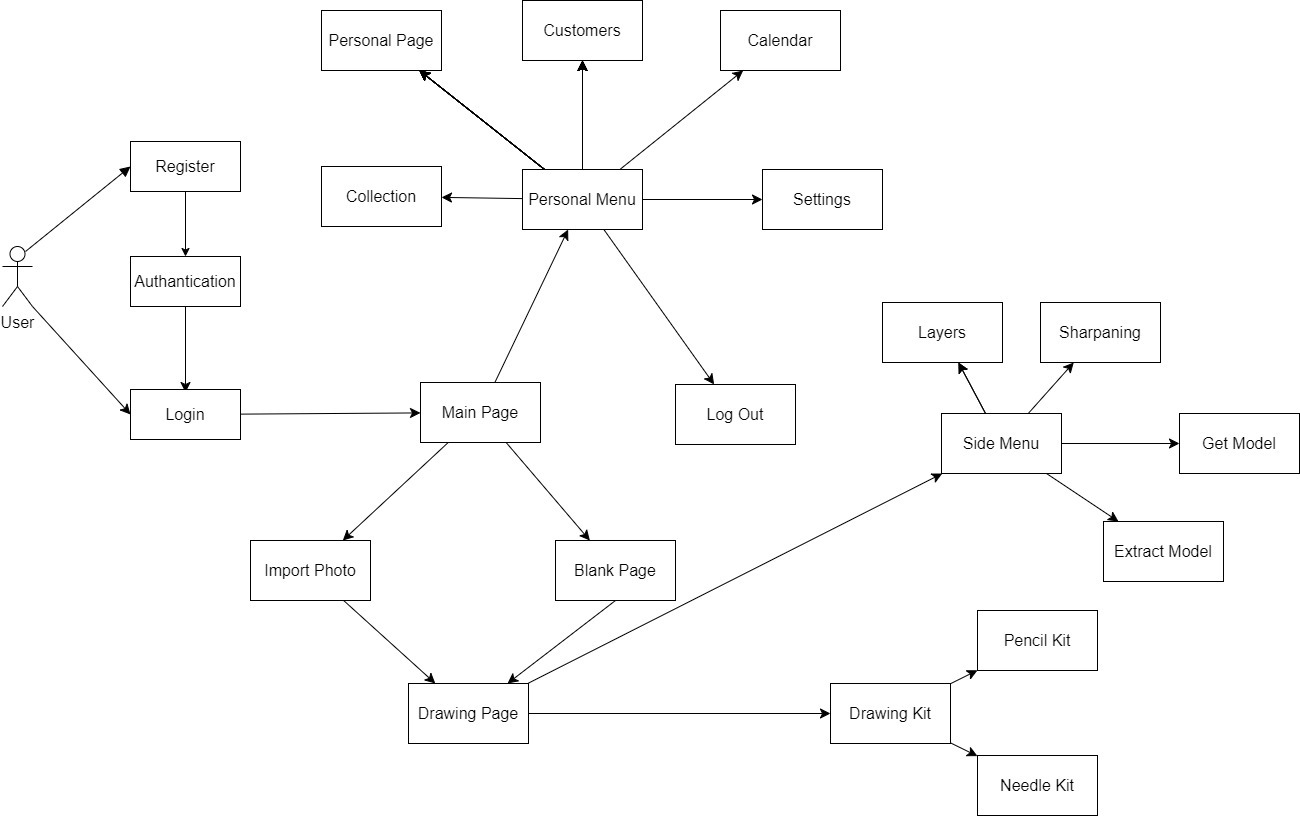 Personal Page
Customers
Calendar
Register
Collection
Personal Menu
Settings
Authantication
User
Layers
Sharpaning
Login
Main Page
Log Out
Side Menu
Get Model
Extract Model
Import Photo
Blank Page
Pencil Kit
Drawing Page
Drawing Kit
Needle Kit